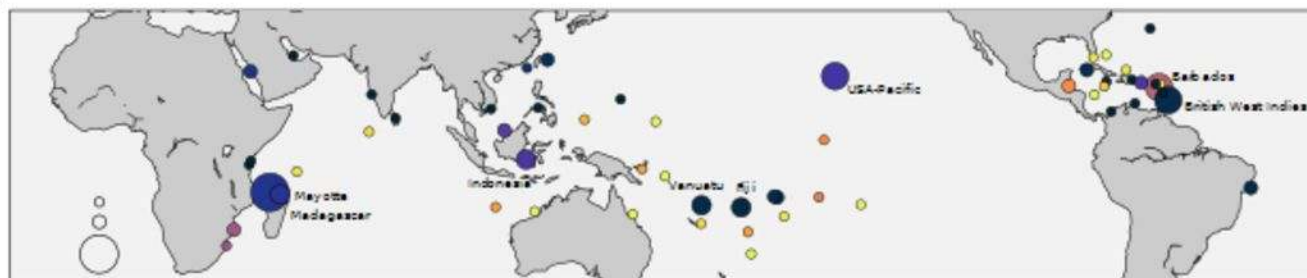 Barbados
USA-Pacific
British West Indies
Indonesia
Vanuatu
Fiji
Mayotte
Madagascar